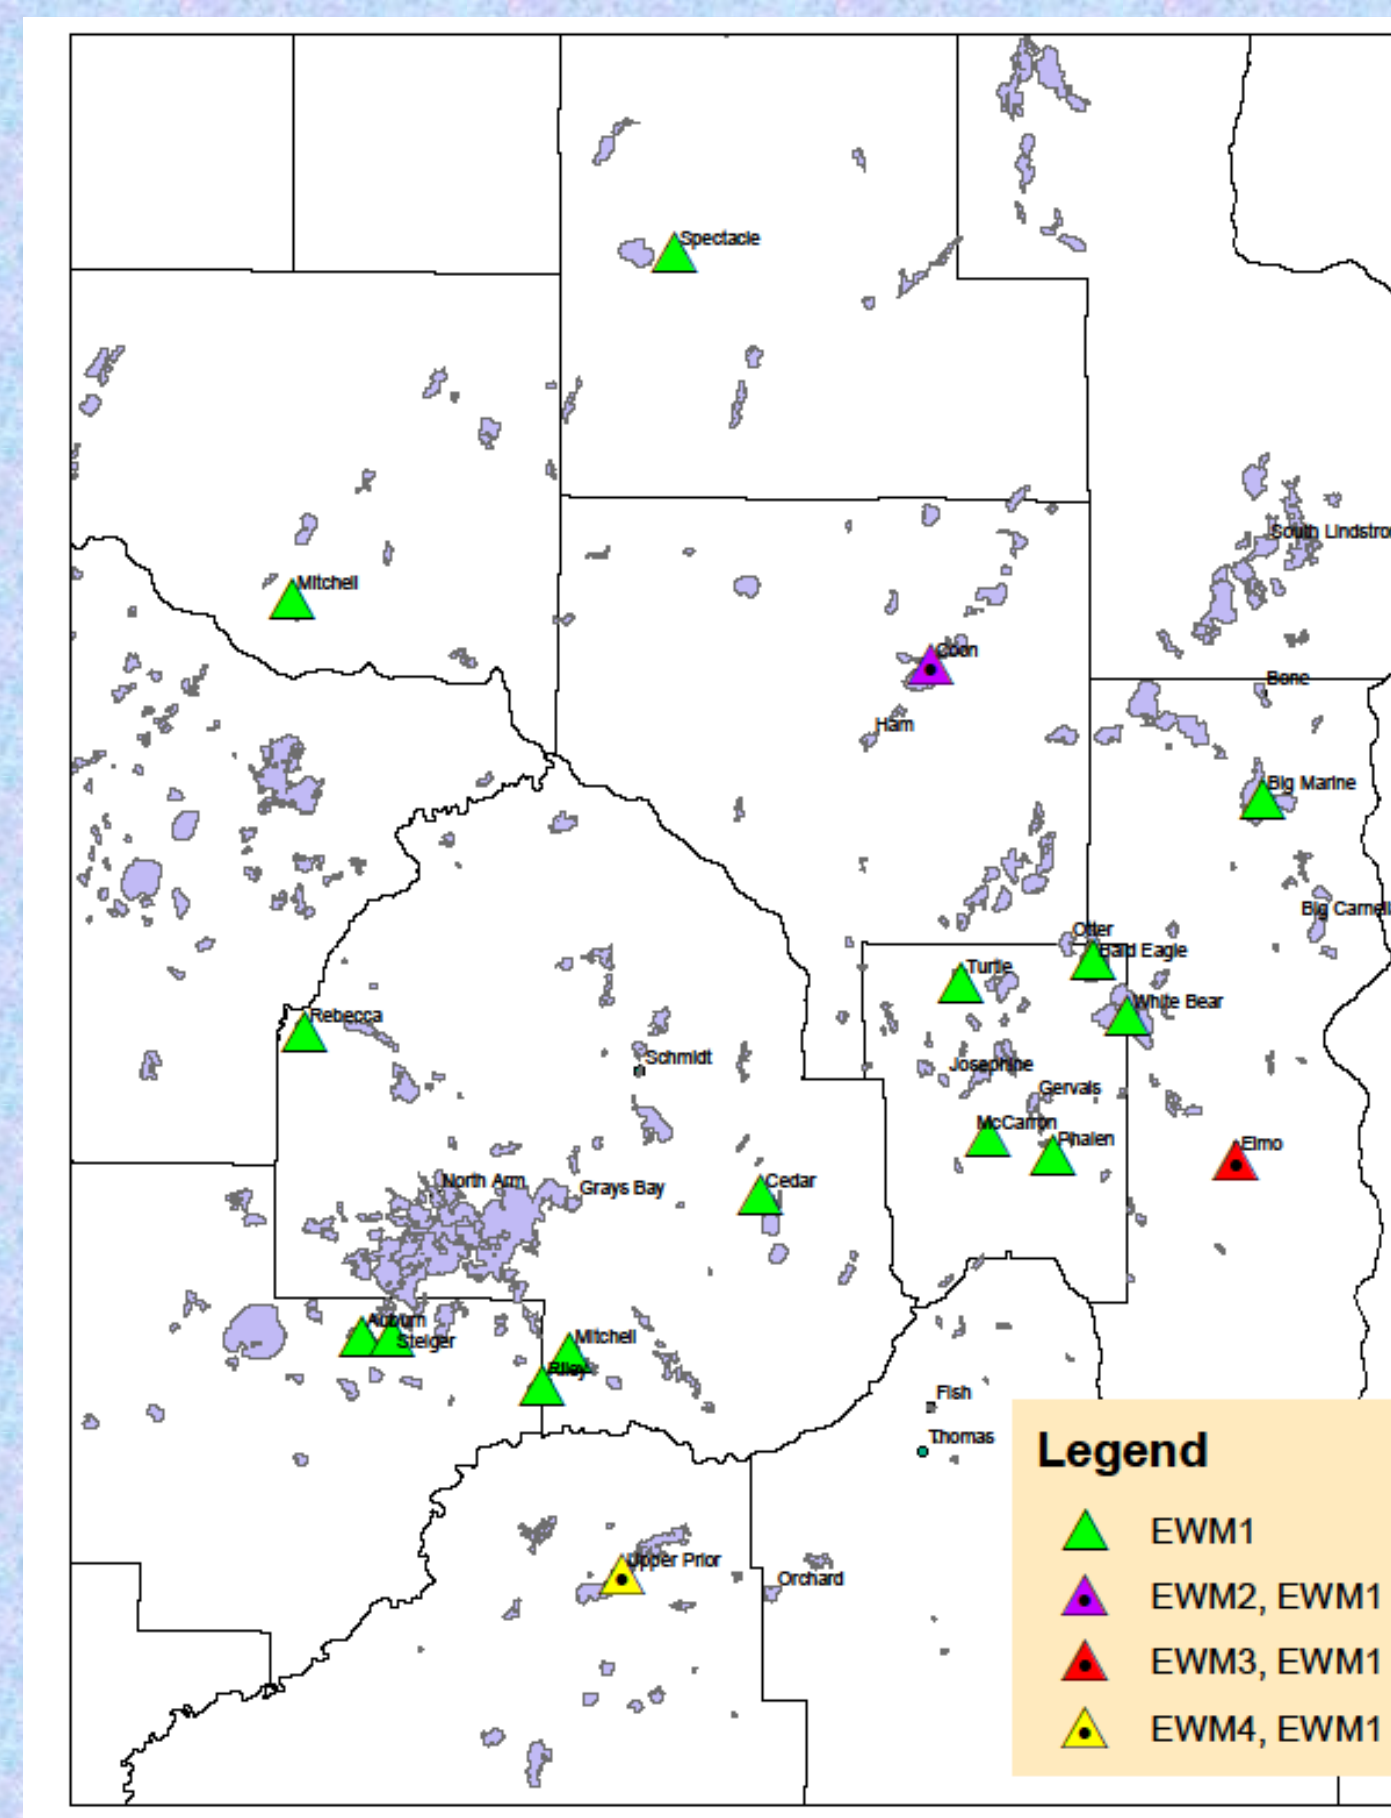 Spectacle
South Lindstro
Mitchell
Coon
Bone
Ham
Big Marine
Big Carnel
Otter
Bald Eagle
Turtle
White Bear
Rebecca
Schmidt
Josephine
Gervais
McCarron
Phalen
Elmo
North Arm
Grays Bay
Cedar
Auburn
Steiger
Mitchell
Riley
Fish
Thomas
Upper Prior
Orchard
Legend
EWM1
EWM2, EWM1
EWM3, EWM1
EWM4, EWM1